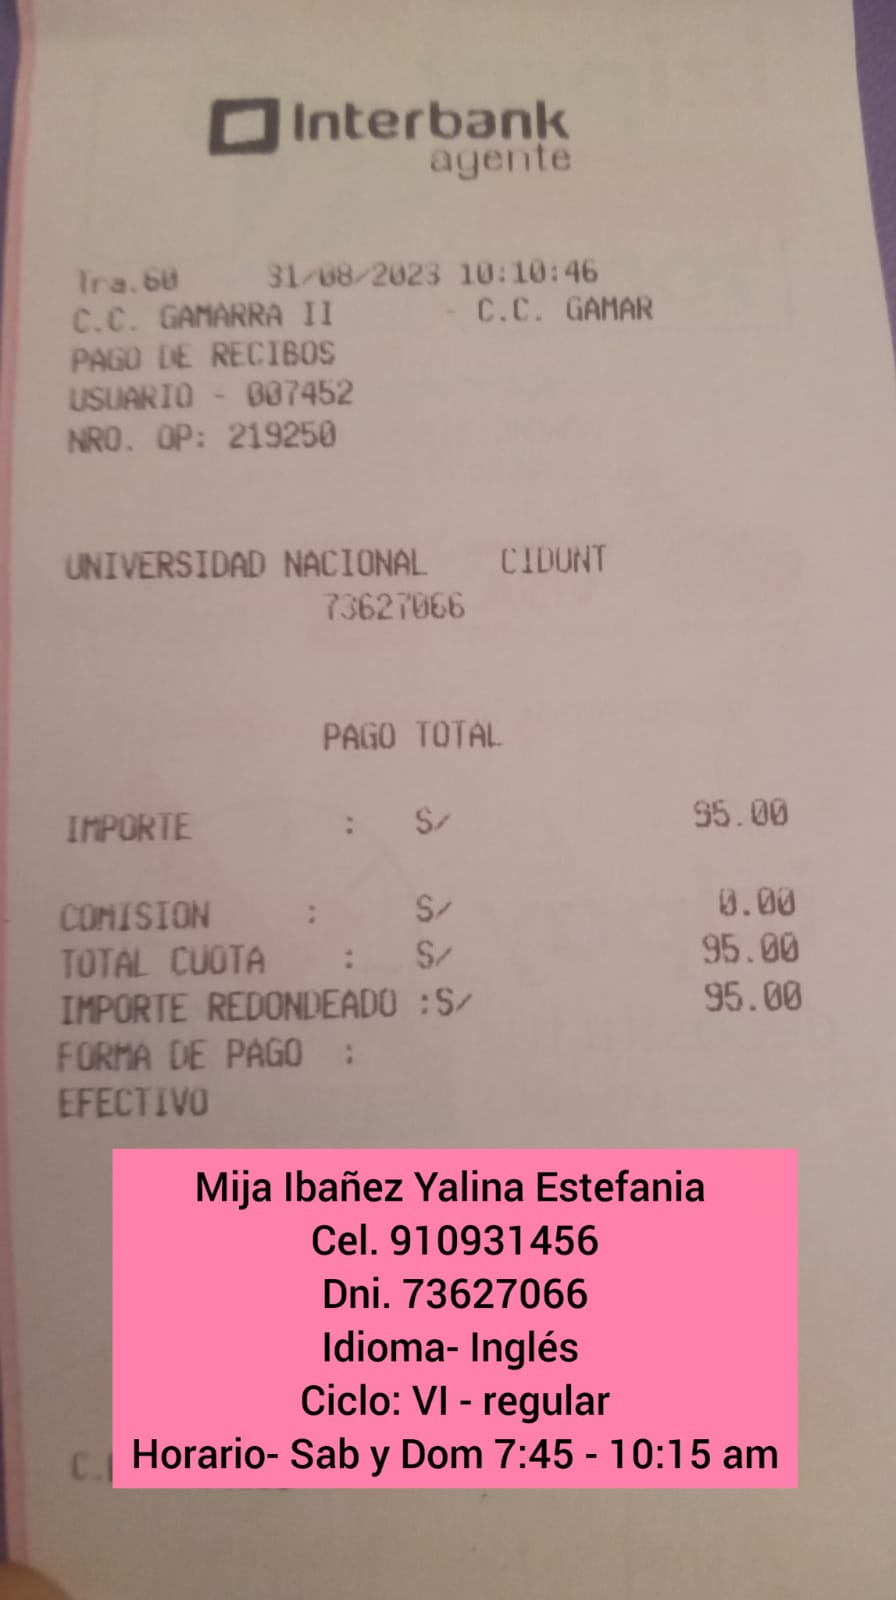 Interbank
agente
Tra.60 31/08/2023 10:10:46
C.C. GAMARRA II - C.C. GAMAR
PAGO DE RECIBOS
USUARIO - 007452
NRO. OP: 219250
UNIVERSIDAD NACIONAL CIDUNT
73627066
PAGO TOTAL
IMPORTE : S/ 95.00
COMISION : S/ 0.00
TOTAL CUOTA : S/ 95.00
IMPORTE REDONDEADO :S/ 95.00
FORMA DE PAGO :
EFECTIVO
Mija Ibañez Yalina Estefania
Cel. 910931456
Dni. 73627066
Idioma- Inglés
Ciclo: VI - regular
Horario- Sab y Dom 7:45 - 10:15 am